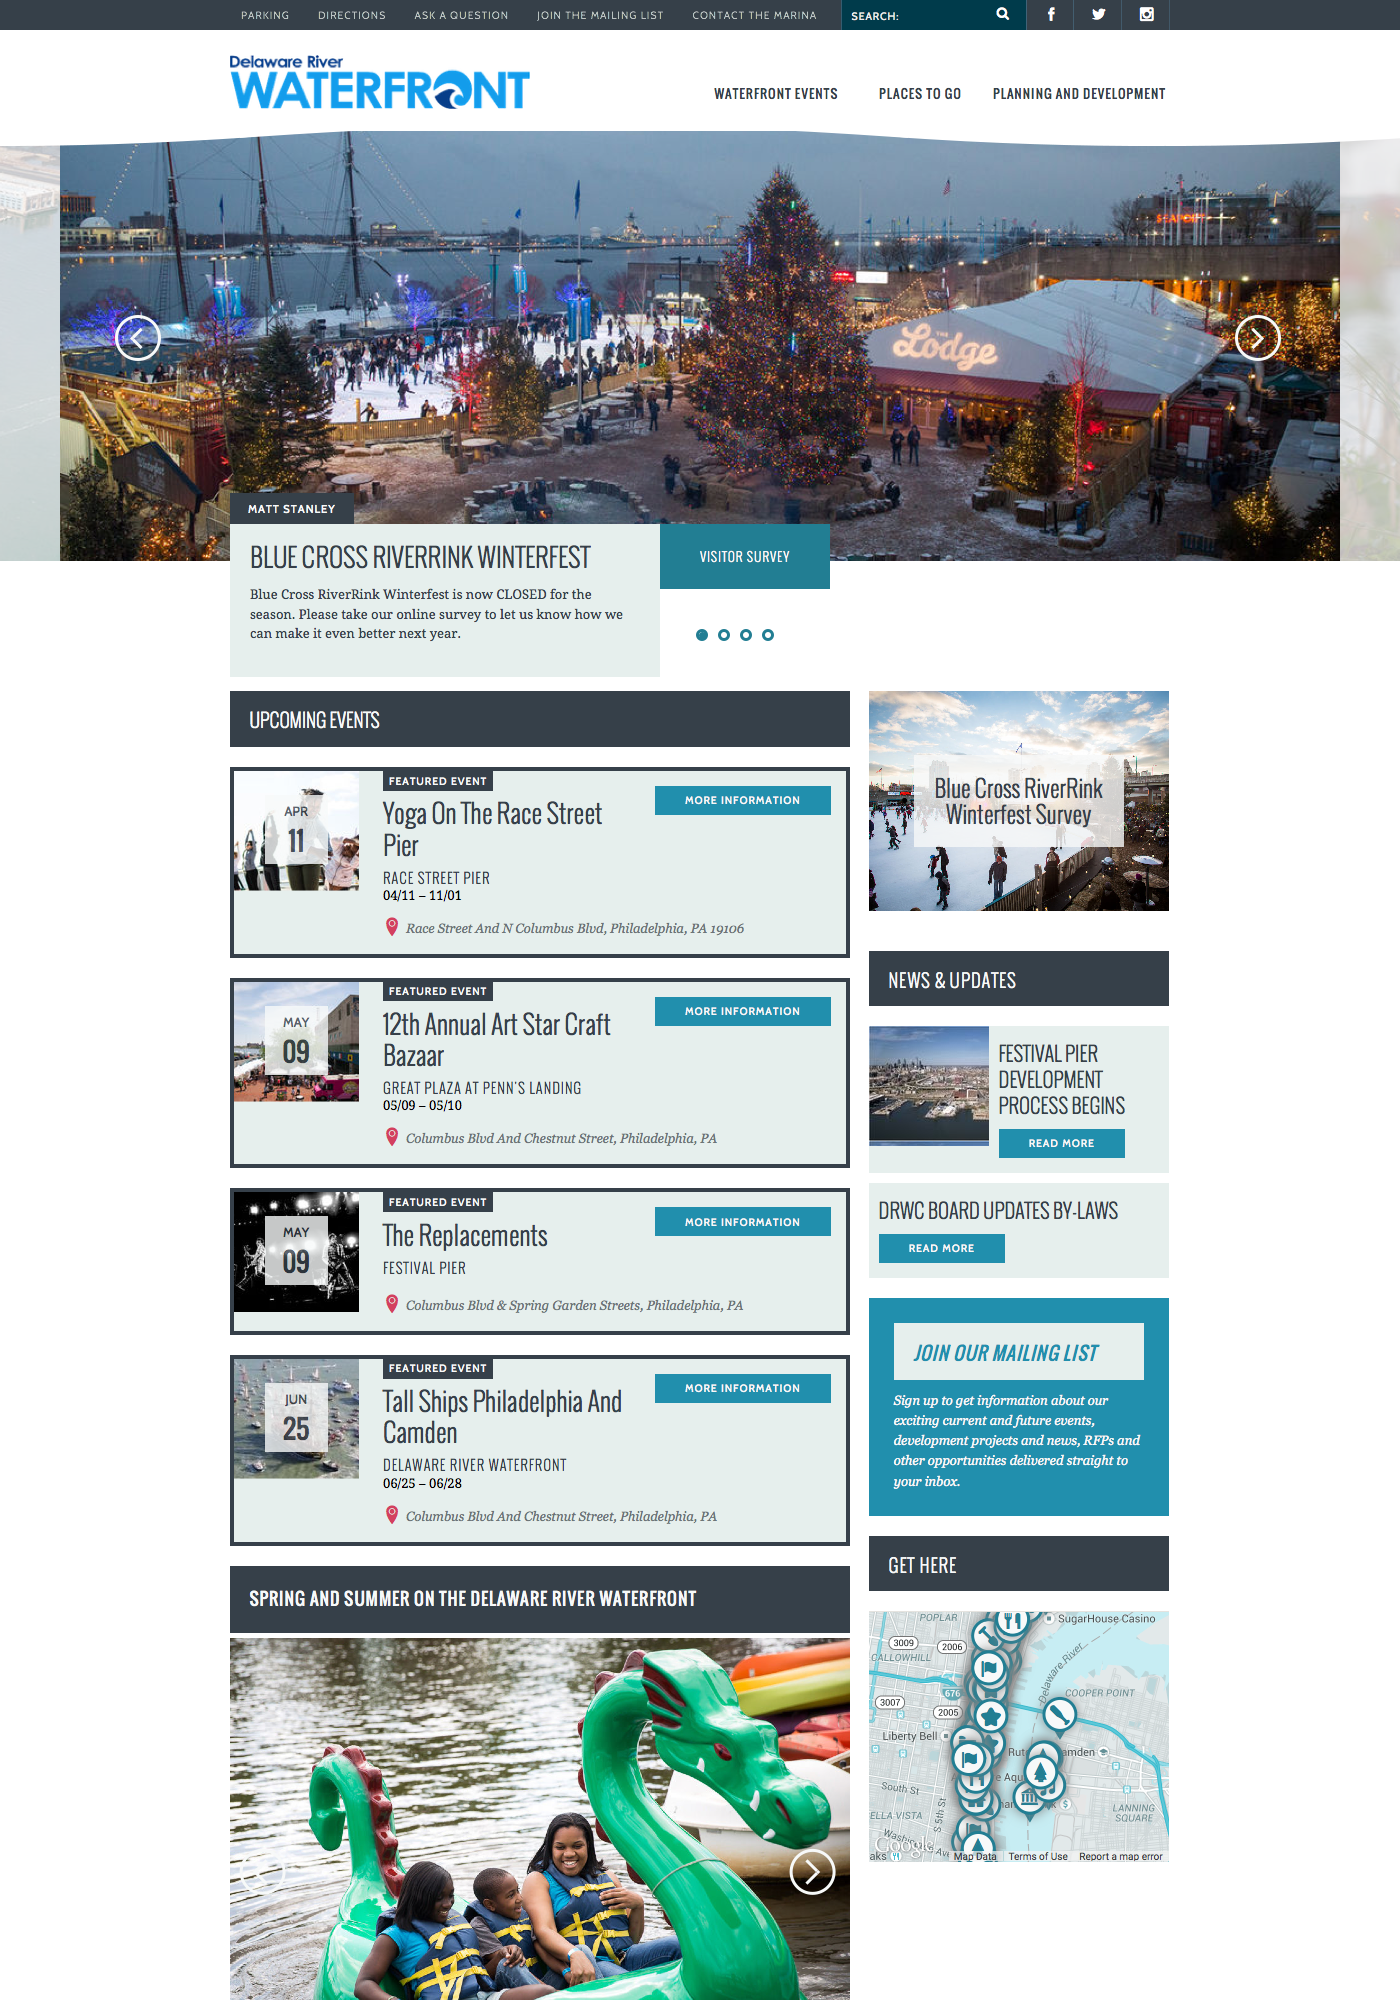 PARKING
DIRECTIONS
ASK A QUESTION
JOIN THE MAILING LIST
CONTACT THE MARINA
SEARCH:
Delaware River
WATERFRONT
WATERFRONT EVENTS
PLACES TO GO
PLANNING AND DEVELOPMENT
THE
Lodge
MATT STANLEY
BLUE CROSS RIVERRINK WINTERFEST
Blue Cross RiverRink Winterfest is now CLOSED for the
season. Please take our online survey to let us know how we
can make it even better next year.
VISITOR SURVEY
UPCOMING EVENTS
APR
11
FEATURED EVENT
Yoga On The Race Street
Pier
RACE STREET PIER
04/11 – 11/01
Race Street And N Columbus Blvd, Philadelphia, PA 19106
MORE INFORMATION
MAY
09
FEATURED EVENT
12th Annual Art Star Craft
Bazaar
GREAT PLAZA AT PENN'S LANDING
05/09 – 05/10
Columbus Blvd And Chestnut Street, Philadelphia, PA
MORE INFORMATION
MAY
09
FEATURED EVENT
The Replacements
FESTIVAL PIER
Columbus Blvd & Spring Garden Streets, Philadelphia, PA
MORE INFORMATION
JUN
25
FEATURED EVENT
Tall Ships Philadelphia And
Camden
DELAWARE RIVER WATERFRONT
06/25 – 06/28
Columbus Blvd And Chestnut Street, Philadelphia, PA
MORE INFORMATION
SPRING AND SUMMER ON THE DELAWARE RIVER WATERFRONT
Blue Cross RiverRink
Winterfest Survey
NEWS & UPDATES
FESTIVAL PIER
DEVELOPMENT
PROCESS BEGINS
READ MORE
DRWC BOARD UPDATES BY-LAWS
READ MORE
JOIN OUR MAILING LIST
Sign up to get information about our
exciting current and future events,
development projects and news, RFPs and
other opportunities delivered straight to
your inbox.
GET HERE
POPLAR
SugarHouse Casino
3009
2006
CALLOWHILL
Delaware River
676
COOPER POINT
3007
2005
Liberty Bell
South St
S 5th St
LANNING
SQUARE
Google
Map Data
Terms of Use
Report a map error